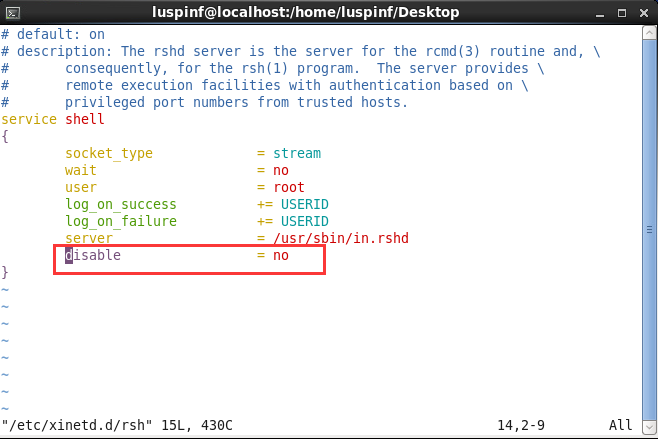 luspinf@localhost:/home/luspinf/Desktop
# default: on
# description: The rshd server is the server for the rcmd(3) routine and, \
#       consequently, for the rsh(1) program.  The server provides \
#       remote execution facilities with authentication based on \
#       privileged port numbers from trusted hosts.
service shell
{
        socket_type             = stream
        wait                    = no
        user                    = root
        log_on_success          += USERID
        log_on_failure          += USERID
        server                  = /usr/sbin/in.rshd
        disable                 = no
}
~
~
~
~
~
~
~
~
"/etc/xinetd.d/rsh" 15L, 430C                                 14,2-9        All